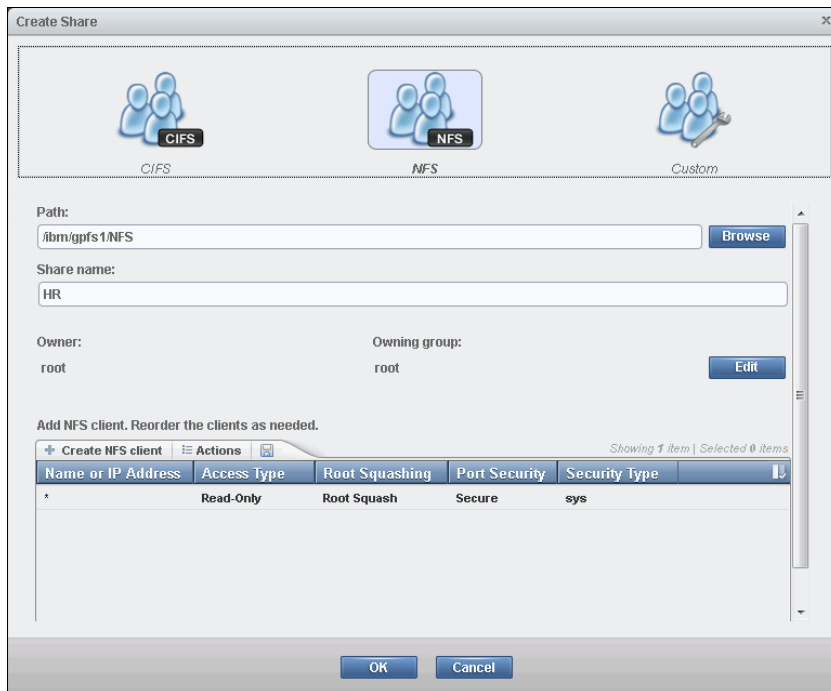 Create Share x
CIFS NFS
CIFS NFS Custom
Path:
/ibm/gpfs1/NFS Browse
Share name:
HR
Owner: Owning group:
root root Edit
Add NFS client. Reorder the clients as needed.
Create NFS client Actions Showing 1 item | Selected 0 items
Name or IP Address Access Type Root Squashing Port Security Security Type
* Read-Only Root Squash Secure sys
OK Cancel